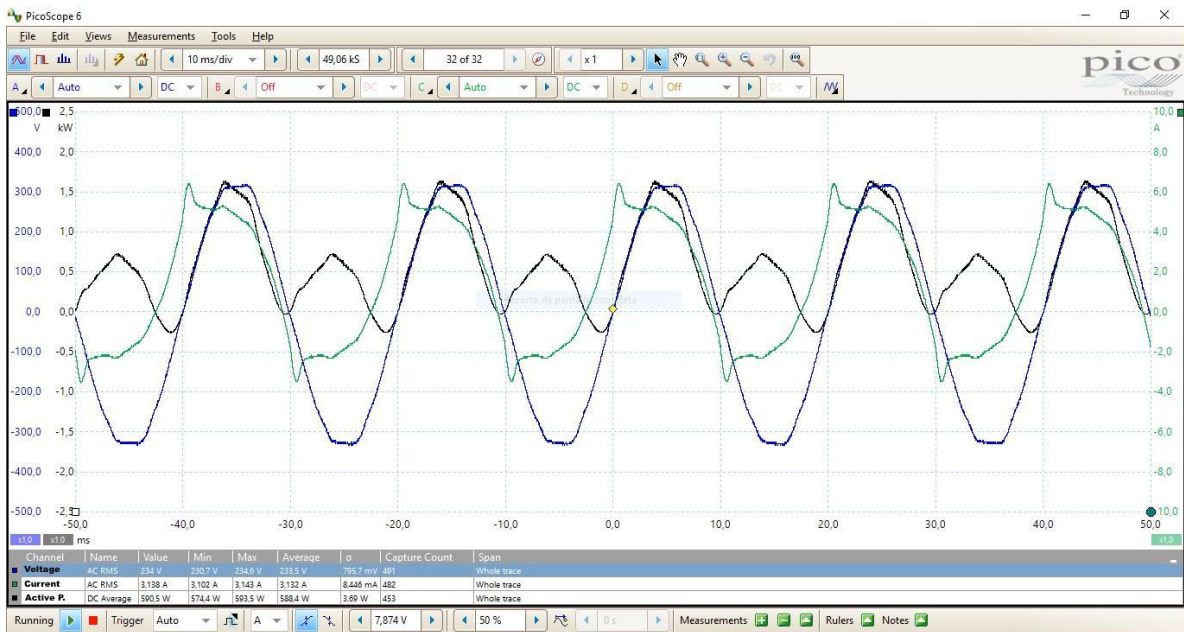 PicoScope 6
File Edit Views Measurements Tools Help
10 ms/div 49,06 kS 32 of 32 x 1
pico
Technology
A Auto DC B Off DC C Auto DC D Off DC
500,0 2,5 10,0
V kW A
400,0 2,0 8,0
300,0 1,5 6,0
200,0 1,0 4,0
100,0 0,5 2,0
ecorte de pantalla completa
0,0 0,0 0,0
-100,0 -0,5 -2,0
-200,0 -1,0 -4,0
-300,0 -1,5 -6,0
-400,0 -2,0 -8,0
-500,0 -2,5 10,0
-50,0 -40,0 -30,0 -20,0 -10,0 0,0 10,0 20,0 30,0 40,0 50,0
x1,0 x1,0 ms x1,0
Channel Name Value Min Max Average σ Capture Count Span
Voltage AC RMS 234 V 230,7 V 234,6 V 233,5 V 795,7 mV 491 Whole trace
Current AC RMS 3,138 A 3,102 A 3,143 A 3,132 A 8,446 mA 482 Whole trace
Active P. DC Average 590,5 W 574,4 W 593,5 W 588,4 W 3,69 W 453 Whole trace
Running Trigger Auto A 7,874 V 50 % 0 s Measurements Rulers Notes